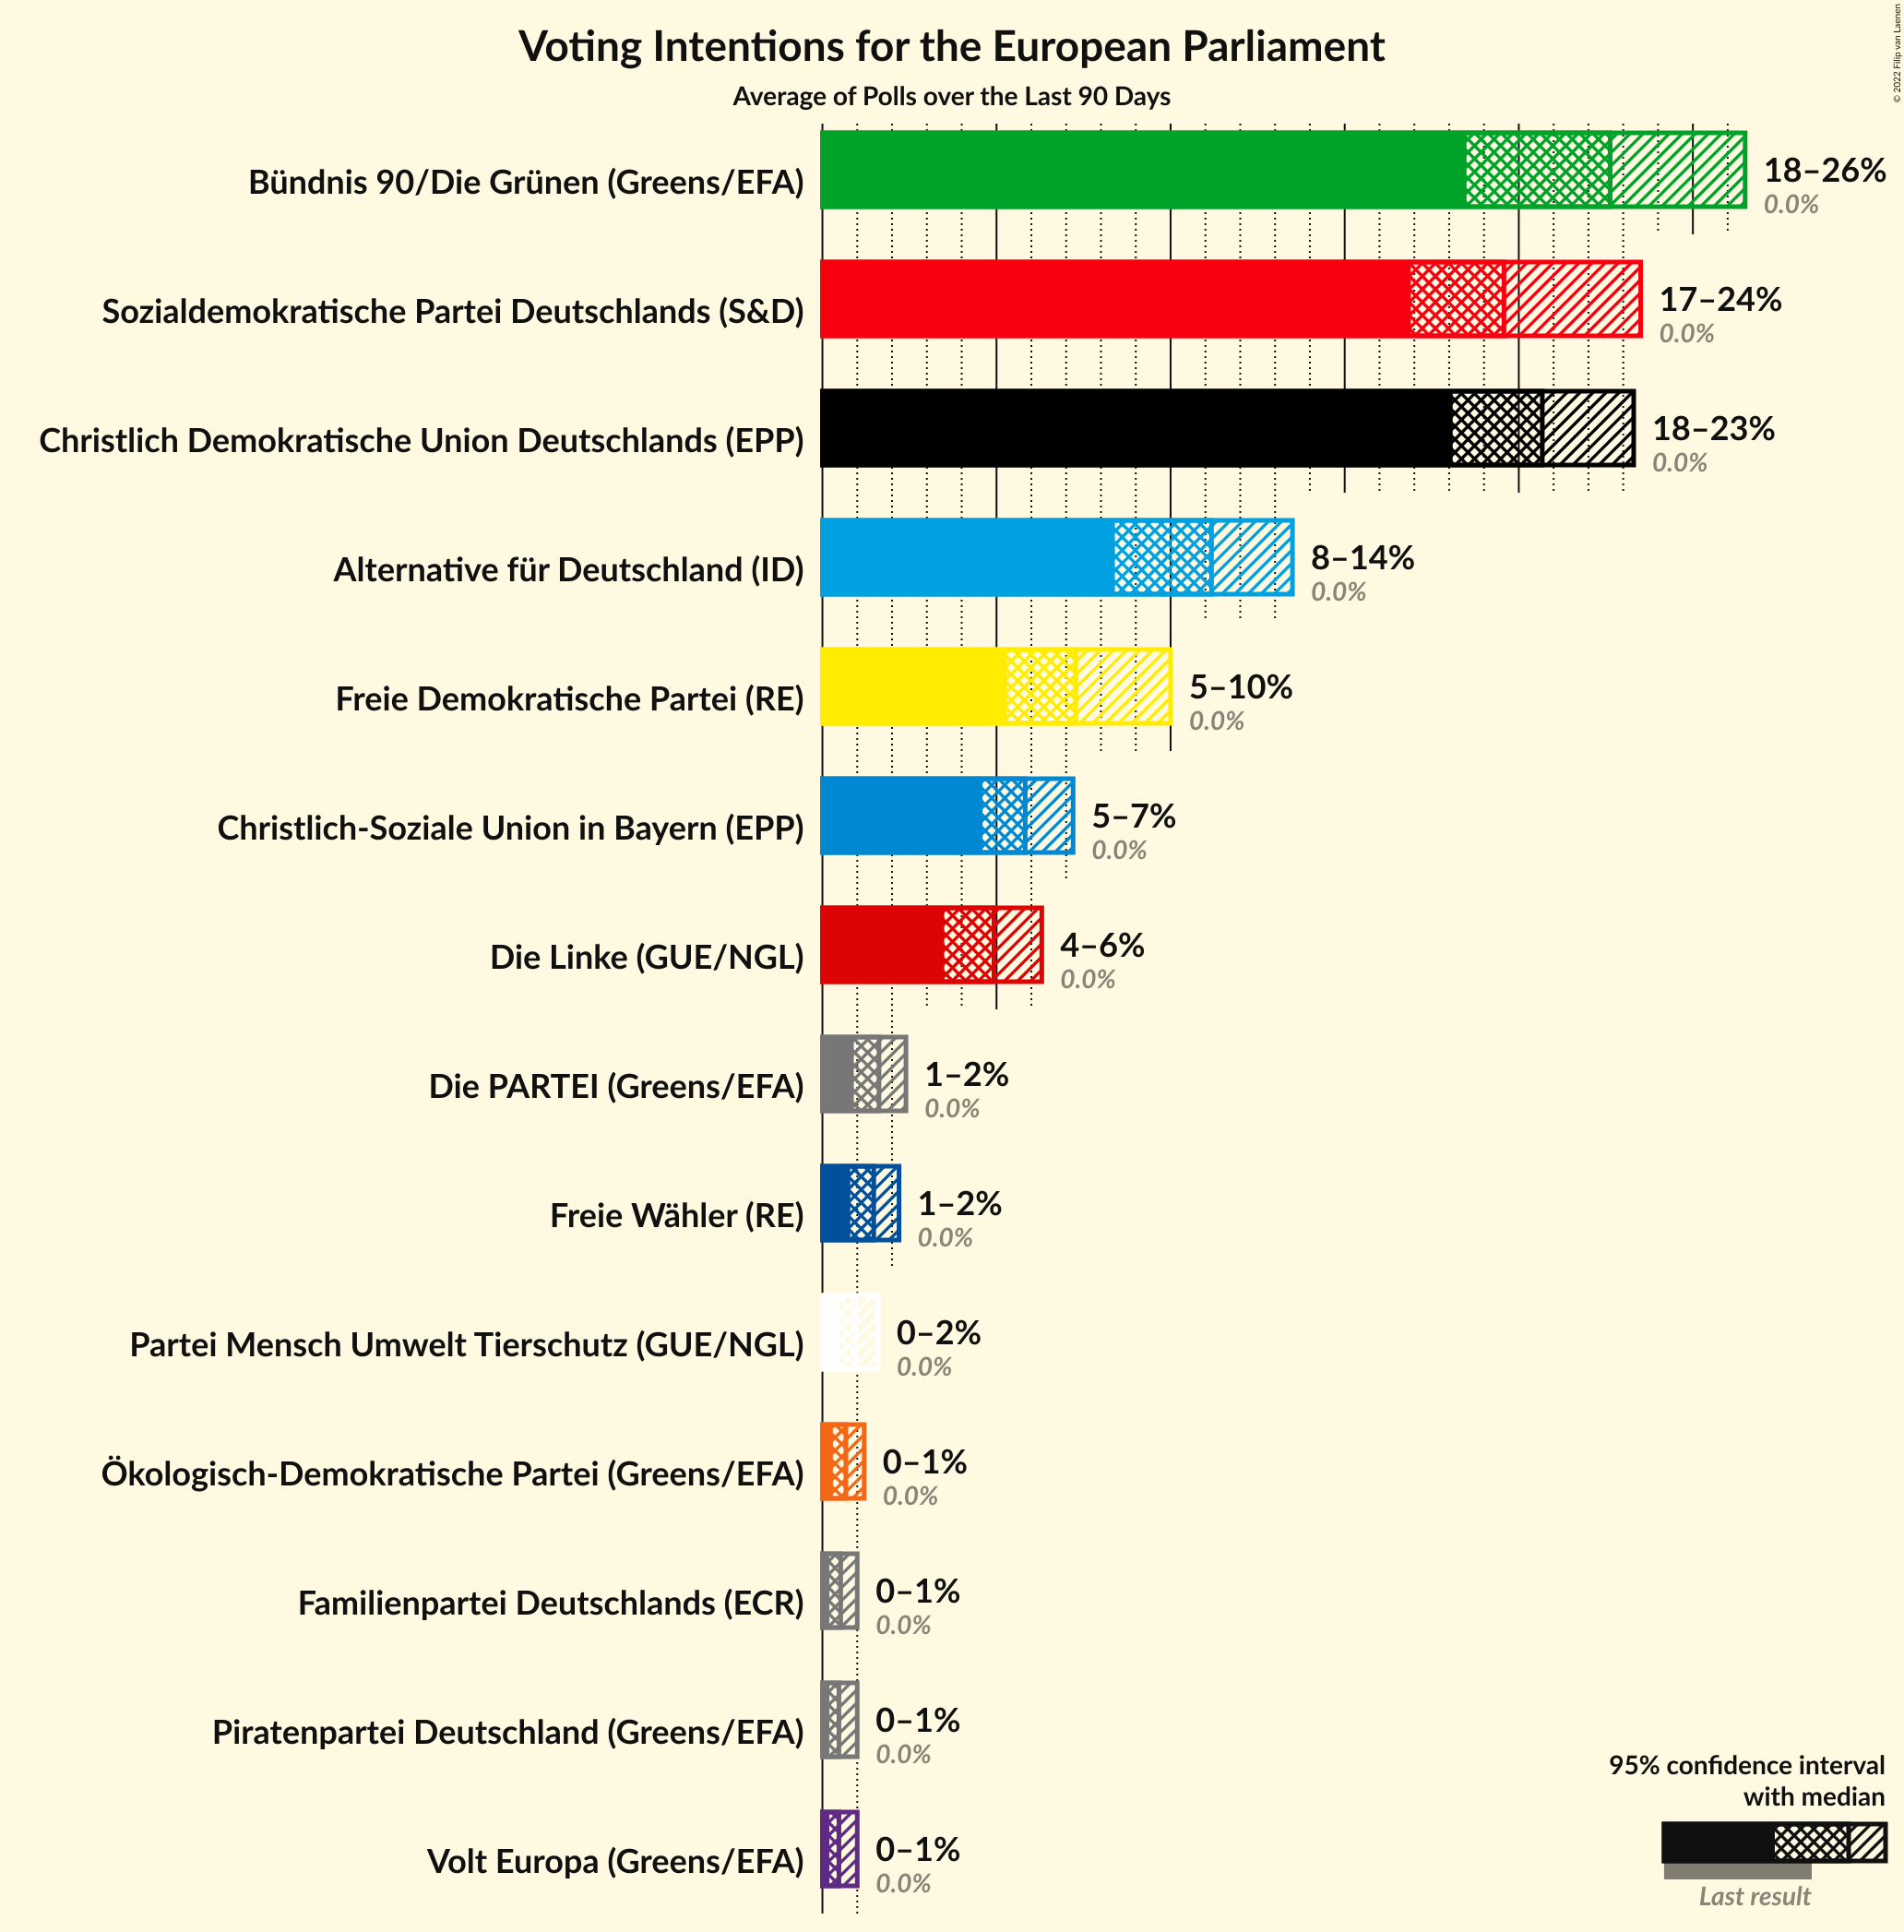 Voting Intentions for the European Parliament
Average of Polls over the Last 90 Days
© 2022 Filip van Laenen
Bündnis 90/Die Grünen (Greens/EFA)
18–26%
0.0%
Sozialdemokratische Partei Deutschlands (S&D)
17–24%
0.0%
Christlich Demokratische Union Deutschlands (EPP)
18–23%
0.0%
Alternative für Deutschland (ID)
8–14%
0.0%
Freie Demokratische Partei (RE)
5–10%
0.0%
Christlich-Soziale Union in Bayern (EPP)
5–7%
0.0%
Die Linke (GUE/NGL)
4–6%
0.0%
Die PARTEI (Greens/EFA)
1–2%
0.0%
Freie Wähler (RE)
1–2%
0.0%
Partei Mensch Umwelt Tierschutz (GUE/NGL)
0–2%
0.0%
Ökologisch-Demokratische Partei (Greens/EFA)
0–1%
0.0%
Familienpartei Deutschlands (ECR)
0–1%
0.0%
Piratenpartei Deutschland (Greens/EFA)
0–1%
0.0%
Volt Europa (Greens/EFA)
0–1%
0.0%
95% confidence interval
with median
Last result